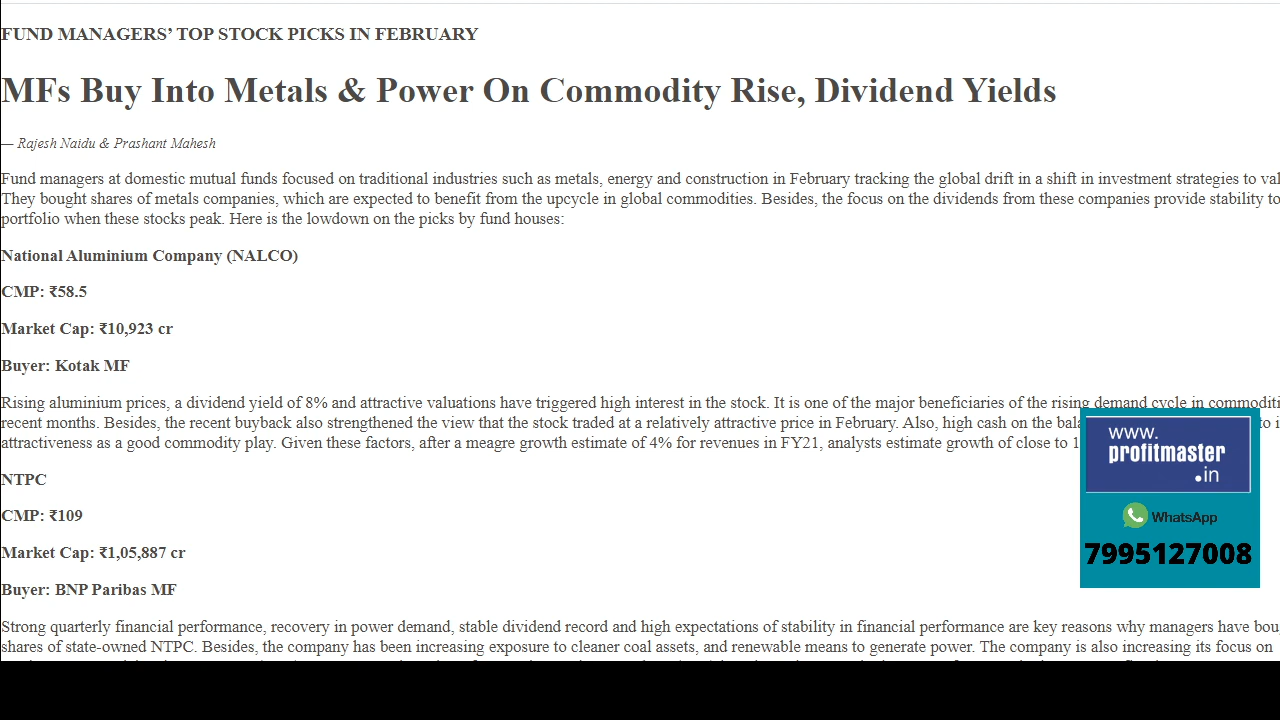 FUND MANAGERS’ TOP STOCK PICKS IN FEBRUARY
MFs Buy Into Metals & Power On Commodity Rise, Dividend Yields
— Rajesh Naidu & Prashant Mahesh
Fund managers at domestic mutual funds focused on traditional industries such as metals, energy and construction in February tracking the global drift in a shift in investment strategies to
They bought shares of metals companies, which are expected to benefit from the upcycle in global commodities. Besides, the focus on the dividends from these companies provide stability to
portfolio when these stocks peak. Here is the lowdown on the picks by fund houses:
National Aluminium Company (NALCO)
CMP: ₹58.5
Market Cap: ₹10,923 cr
Buyer: Kotak MF
Rising aluminium prices, a dividend yield of 8% and attractive valuations have triggered high interest in the stock. It is one of the major beneficiaries of the rising demand cycle in
recent months. Besides, the recent buyback also strengthened the view that the stock traded at a relatively attractive price in February. Also, high cash on the
attractiveness as a good commodity play. Given these factors, after a meagre growth estimate of 4% for revenues in FY21, analysts estimate growth of close to
NTPC
CMP: ₹109
Market Cap: ₹1,05,887 cr
Buyer: BNP Paribas MF
Strong quarterly financial performance, recovery in power demand, stable dividend record and high expectations of stability in financial performance are key reasons why managers have
shares of state-owned NTPC. Besides, the company has been increasing exposure to cleaner coal assets, and renewable means to generate power. The company is also increasing its focus on
www.
profitmaster
.in
WhatsApp
7995127008